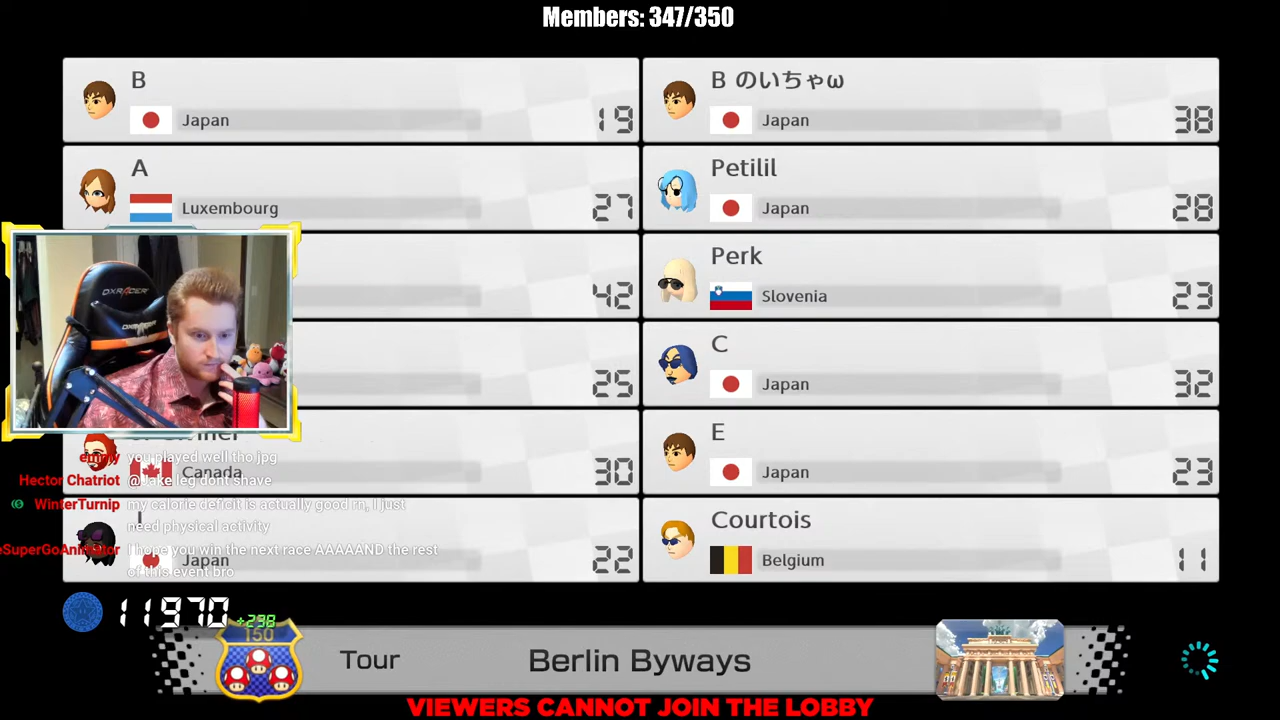 Members: 347/350
B
Japan
19
B のいちゃω
Japan
38
A
Luxembourg
27
Petilil
Japan
28
42
Perk
Slovenia
23
25
C
Japan
32
DXRACER
Canada
30
E
Japan
23
Japan
22
Courtois
Belgium
11
empty you played well tho jpg
Hector Chatriot @Jake leg dont shave
WinterTurnip my calorie deficit is actually good rn, I just
need physical activity
SuperGoAnimator I hope you win the next race AAAAAND the rest
of this event bro
11970 +298
150
Tour
Berlin Byways
VIEWERS CANNOT JOIN THE LOBBY